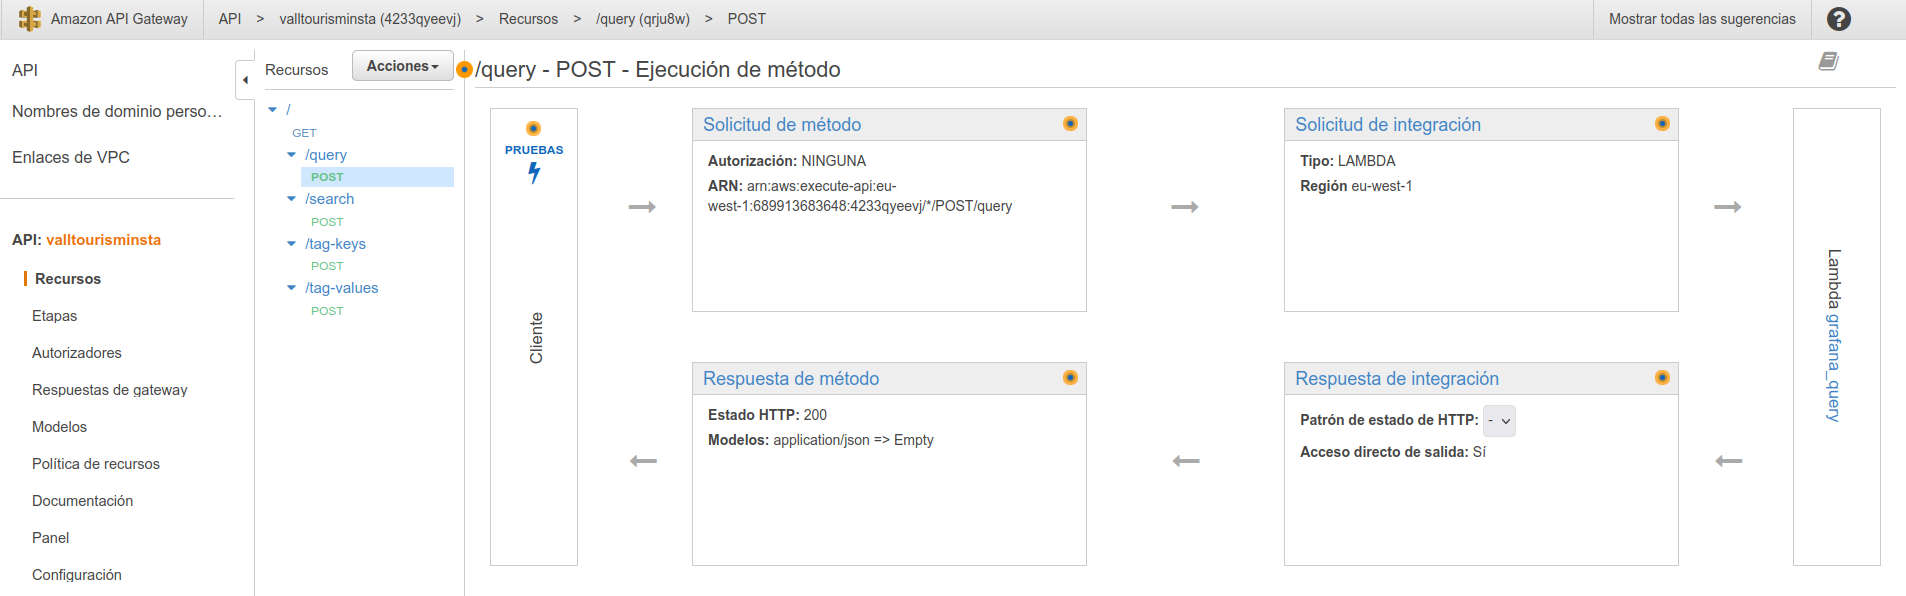 Amazon API Gateway
API > valltourisminsta (4233qyeevj) > Recursos > /query (qrju8w) > POST
Mostrar todas las sugerencias
?
API
Nombres de dominio perso…
Enlaces de VPC
API: valltourisminsta
Recursos
Etapas
Autorizadores
Respuestas de gateway
Modelos
Política de recursos
Documentación
Panel
Configuración
Recursos
Acciones
/
GET
/query
POST
/search
POST
/tag-keys
POST
/tag-values
POST
/query - POST - Ejecución de método
PRUEBAS
Cliente
Solicitud de método
Autorización: NINGUNA
ARN: arn:aws:execute-api:eu-
west-1:689913683648:4233qyeevj/*/POST/query
Solicitud de integración
Tipo: LAMBDA
Región eu-west-1
Lambda grafana_query
Respuesta de método
Estado HTTP: 200
Modelos: application/json => Empty
Respuesta de integración
Patrón de estado de HTTP: -
Acceso directo de salida: Sí